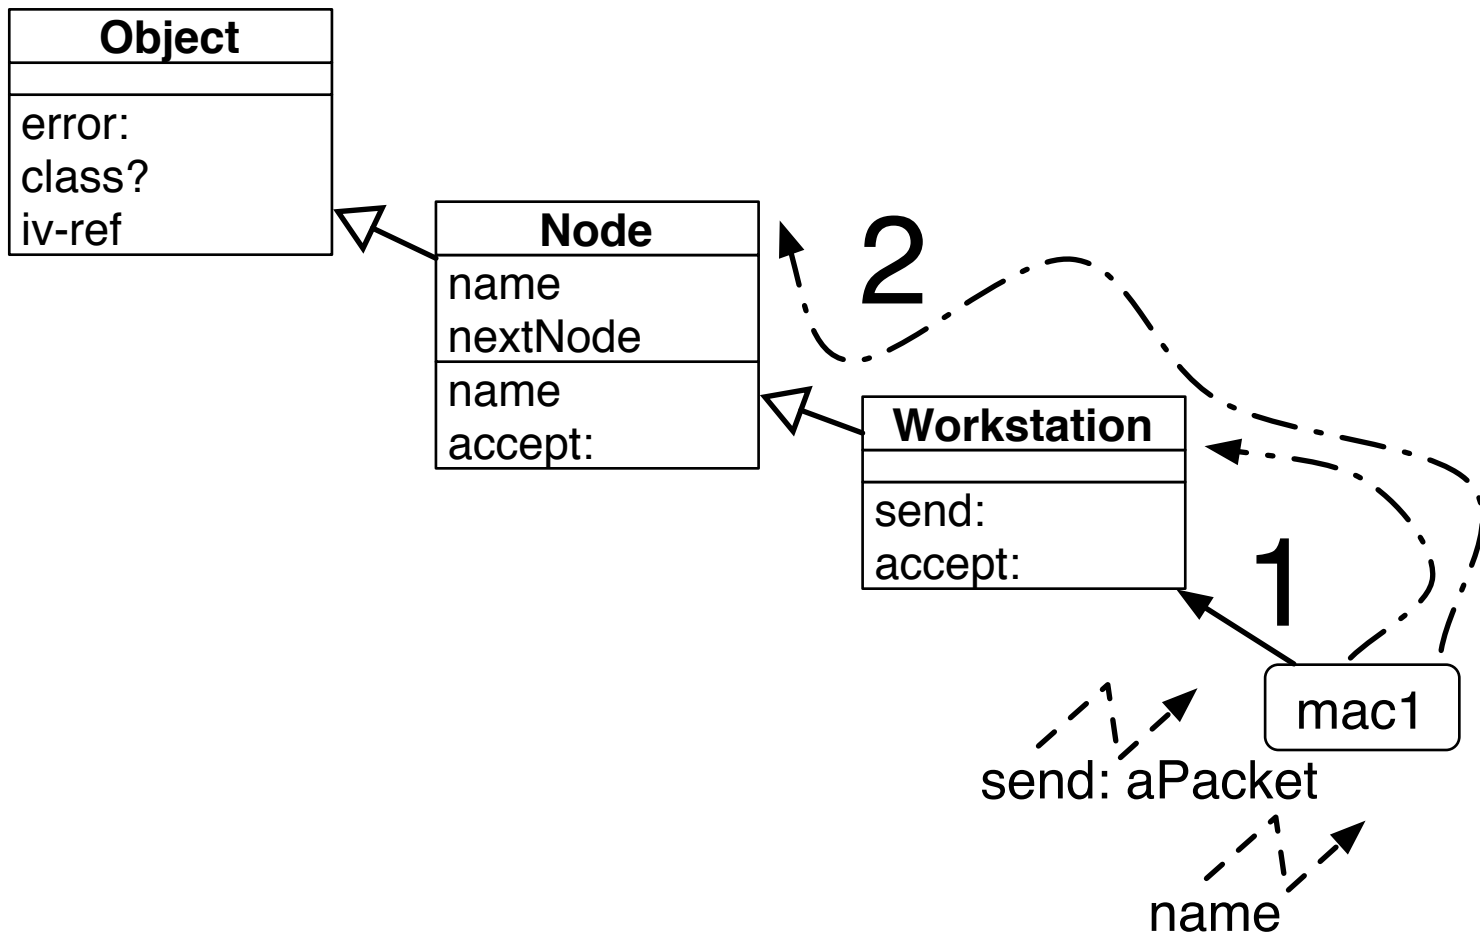 Object
error:
class?
iv-ref
Node
name
nextNode
name
accept:
2
Workstation
send:
accept:
1
mac1
send: aPacket
name